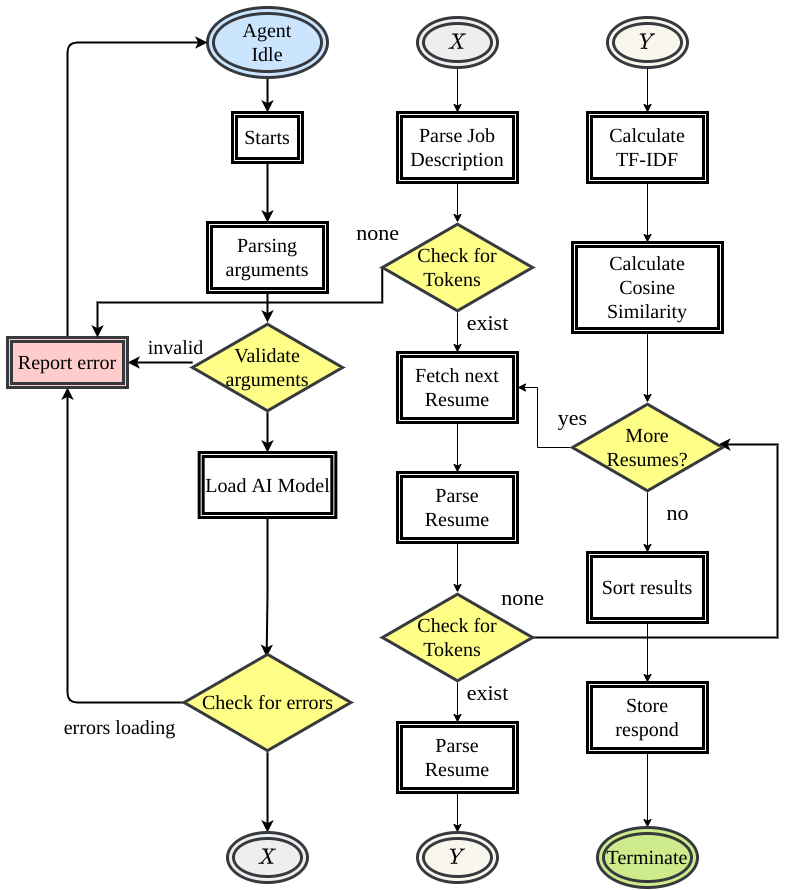 Agent
Idle
Starts
Parsing
arguments
invalid
Report error
Validate
arguments
Load AI Model
Check for errors
errors loading
X
X
Parse Job
Description
none
Check for
Tokens
exist
Fetch next
Resume
Parse
Resume
none
Check for
Tokens
exist
Parse
Resume
Y
Y
Calculate
TF-IDF
Calculate
Cosine
Similarity
yes
More
Resumes?
no
Sort results
Store
respond
Terminate